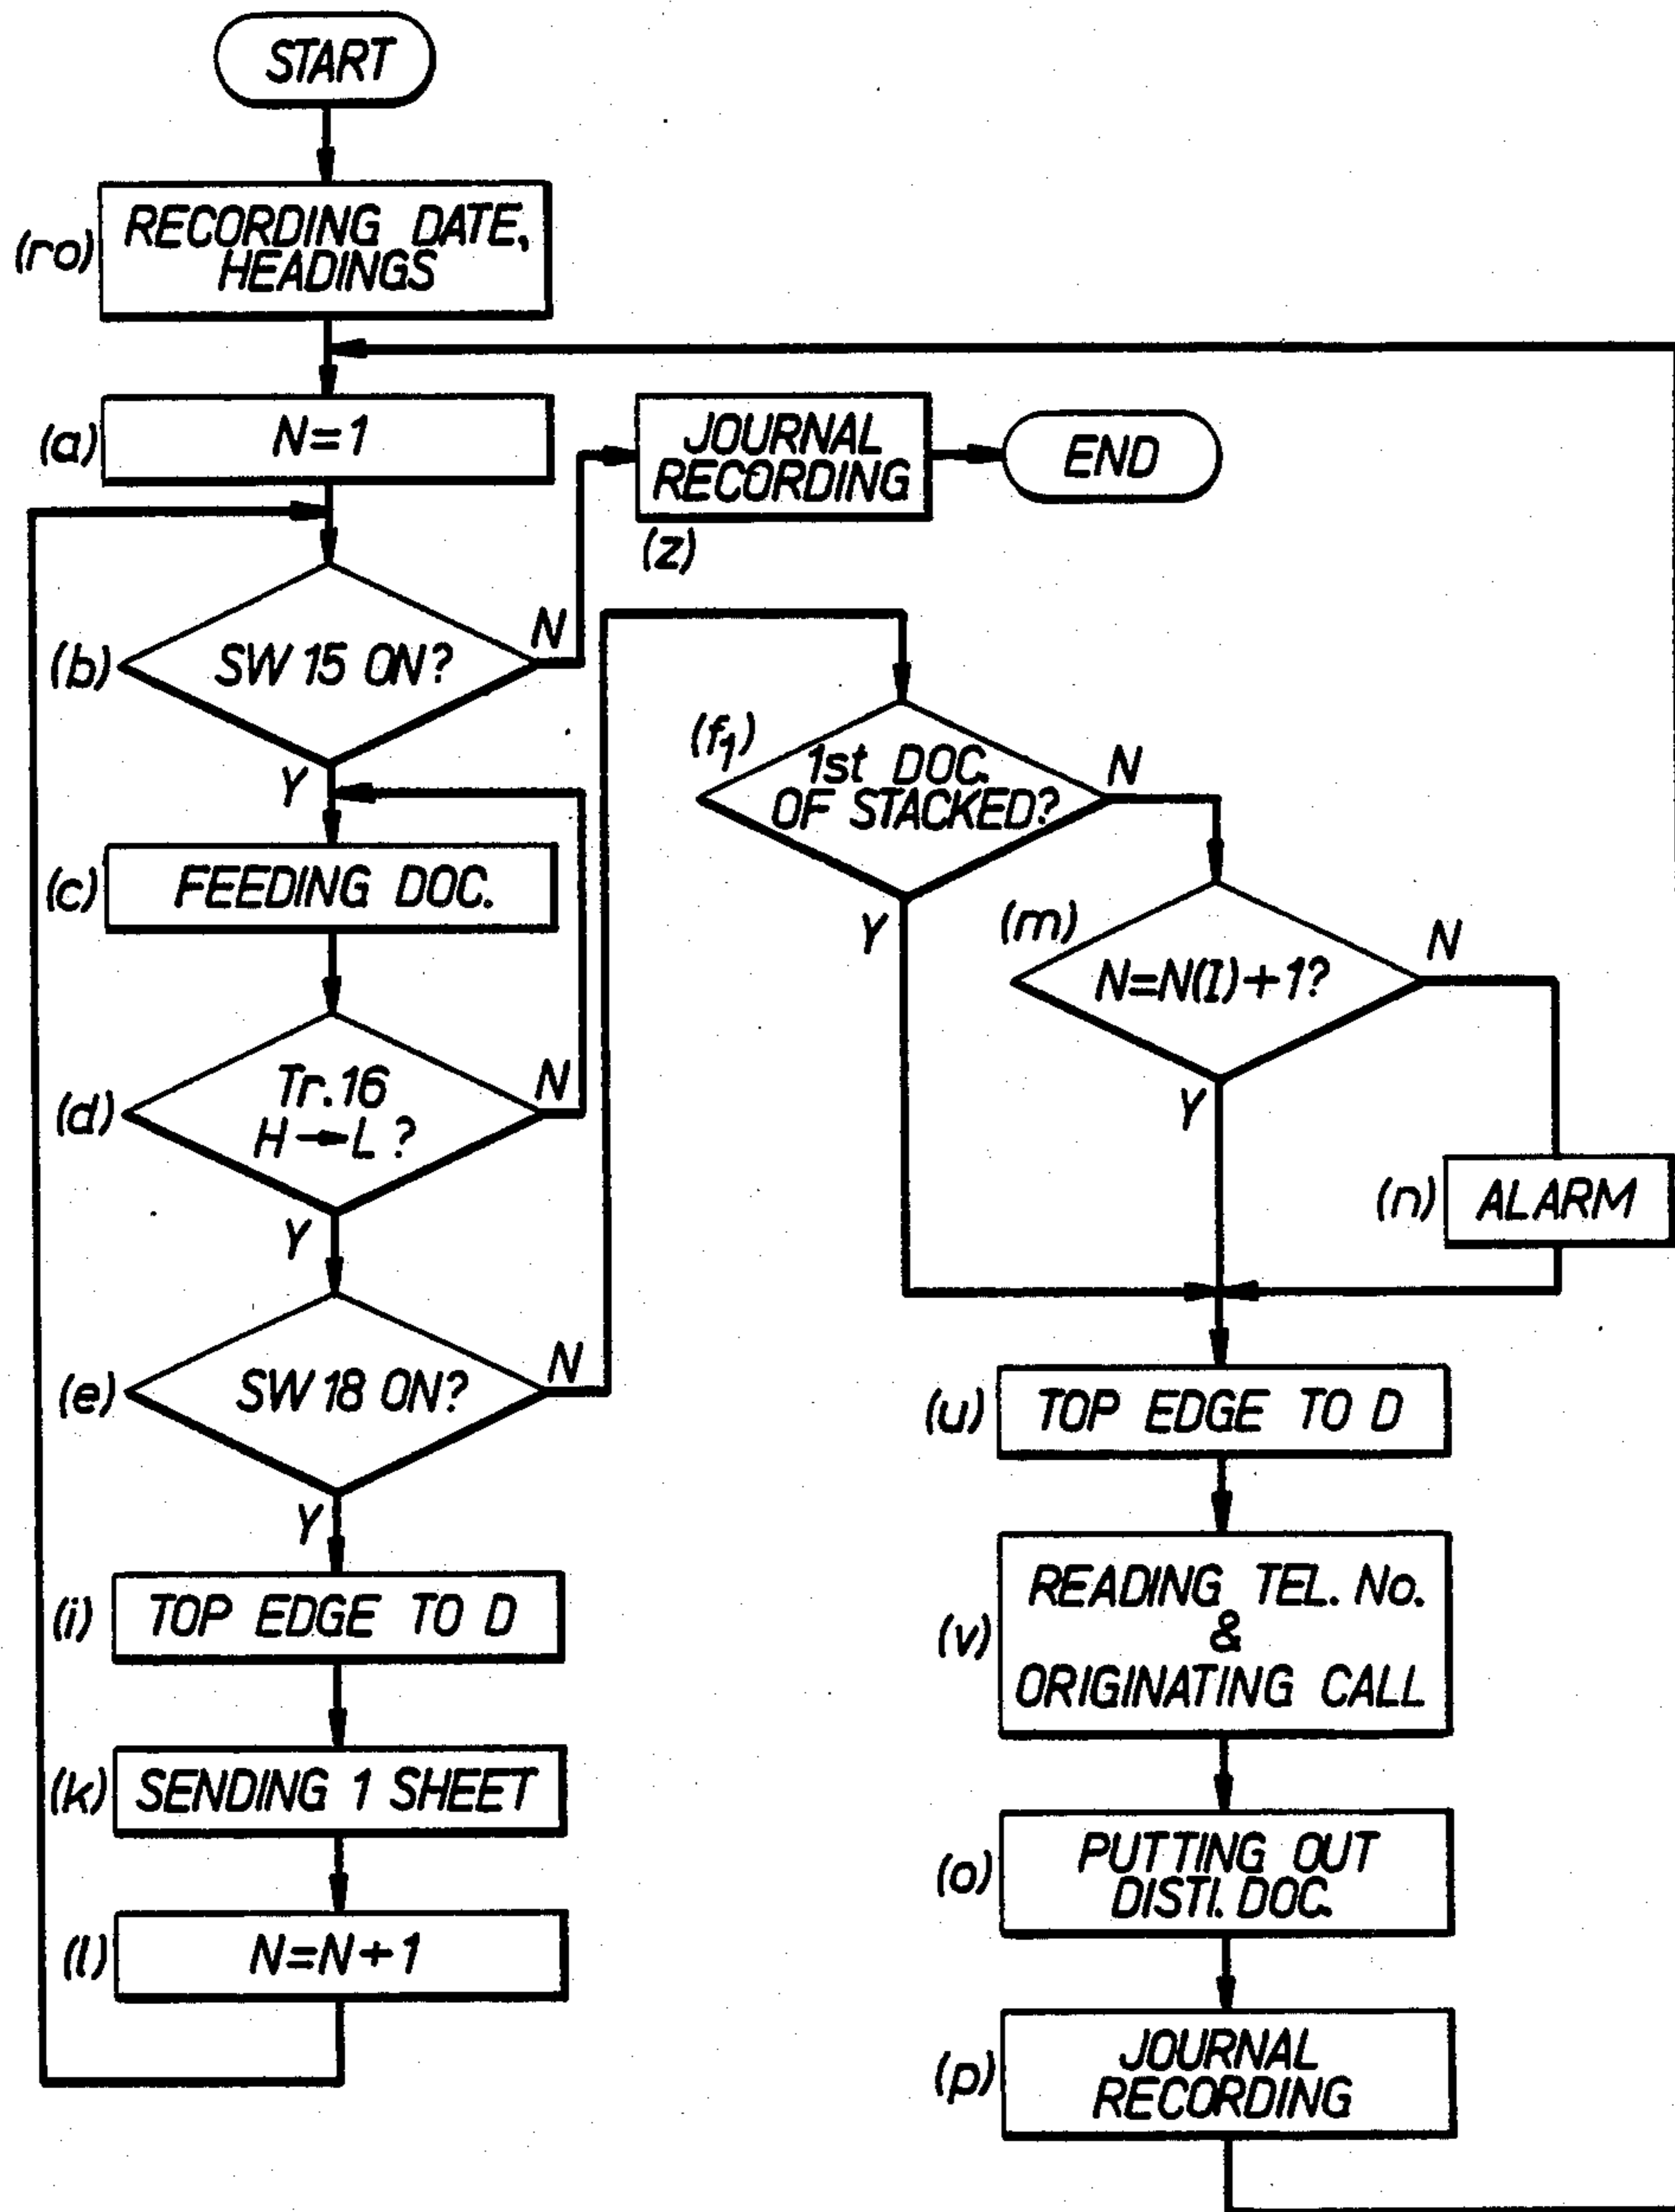 START
(ro)
RECORDING DATE,
HEADINGS
(a)
N=1
JOURNAL
RECORDING
(z)
END
(b)
SW 15 ON?
N
Y
(c)
FEEDING DOC.
(d)
Tr.16
H→L?
N
Y
(e)
SW 18 ON?
N
Y
(i)
TOP EDGE TO D
(k)
SENDING 1 SHEET
(l)
N=N+1
(f1)
1st DOC.
OF STACKED?
N
Y
(m)
N=N(I)+1?
N
Y
(n)
ALARM
(u)
TOP EDGE TO D
(v)
READING TEL. No.
&
ORIGINATING CALL
(o)
PUTTING OUT
DISTI. DOC.
(p)
JOURNAL
RECORDING